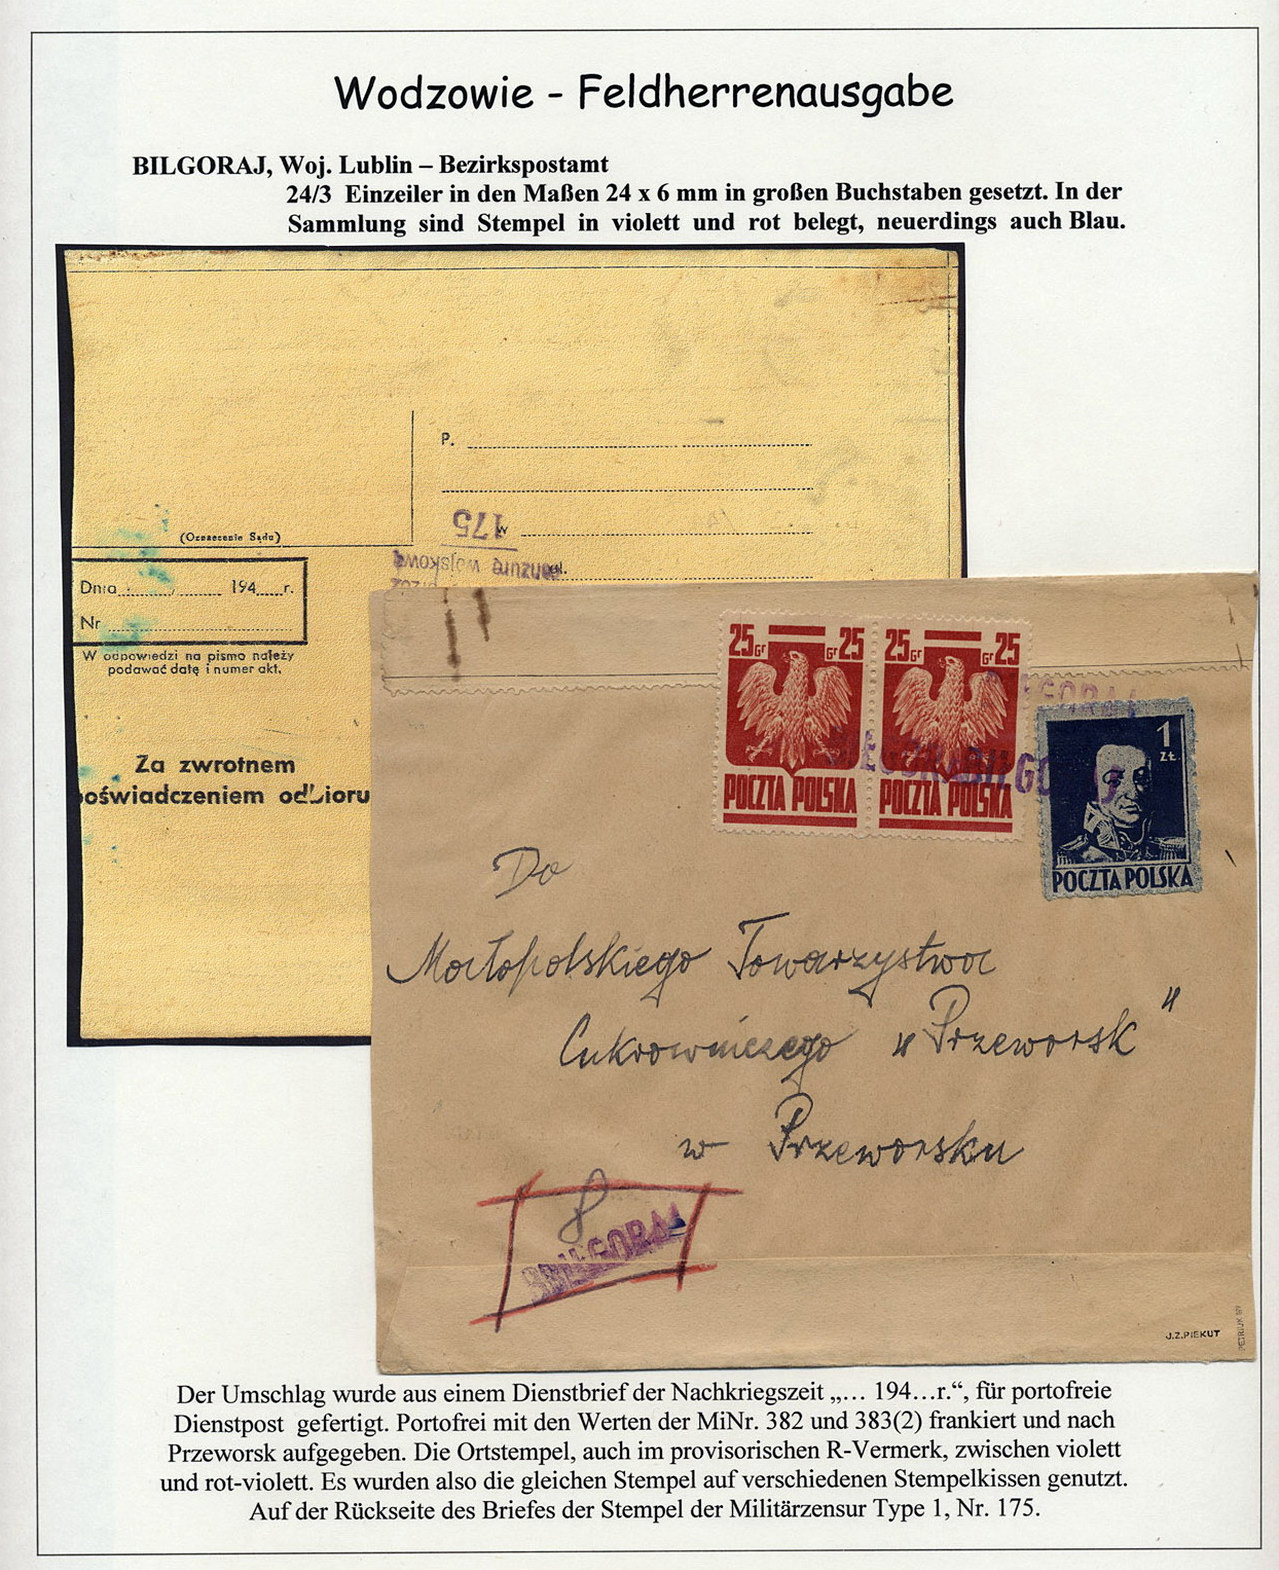 Wodzowie - Feldherrenausgabe
BILGORAJ, Woj. Lublin – Bezirkspostamt
24/3 Einzeiler in den Maßen 24 x 6 mm in großen Buchstaben gesetzt. In der
Sammlung sind Stempel in violett und rot belegt, neuerdings auch Blau.
P.
175
w
cenzura wojskowa
(Oznaczenie Sądu)
Dnia 194 r.
Nr
W odpowiedzi na pismo należy
podawać datę i numer akt.
Za zwrotnem
poświadczeniem odbioru
25 Gr Gr 25
25 Gr Gr 25
BILGORAJ
BILGORAJ
1 ZŁ
POCZTA POLSKA
POCZTA POLSKA
POCZTA POLSKA
Do
Małopolskiego Towarzystwa
Cukrowniczego „Przeworsk"
w Przeworsku
BILGORAJ
J.Z.PIEKUT
Der Umschlag wurde aus einem Dienstbrief der Nachkriegszeit „… 194…r.“, für portofreie
Dienstpost gefertigt. Portofrei mit den Werten der MiNr. 382 und 383(2) frankiert und nach
Przeworsk aufgegeben. Die Ortstempel, auch im provisorischen R-Vermerk, zwischen violett
und rot-violett. Es wurden also die gleichen Stempel auf verschiedenen Stempelkissen genutzt.
Auf der Rückseite des Briefes der Stempel der Militärzensur Type 1, Nr. 175.